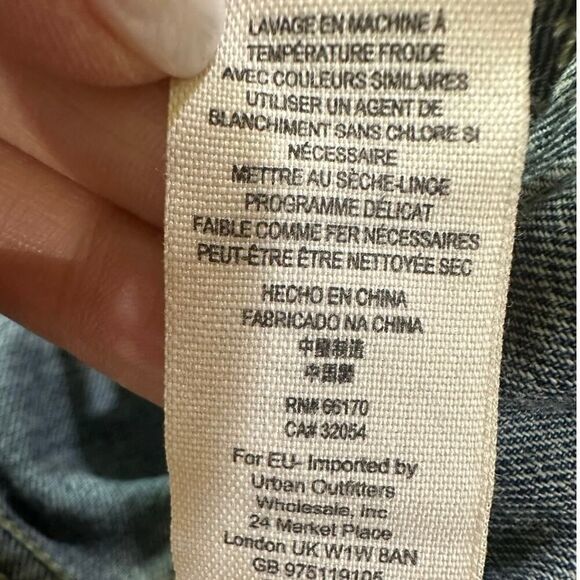 LAVAGE EN MACHINE À
TEMPÉRATURE FROIDE
AVEC COULEURS SIMILAIRES
UTILISER UN AGENT DE
BLANCHIMENT SANS CHLORE SI
NÉCESSAIRE
METTRE AU SÈCHE-LINGE
PROGRAMME DÉLICAT
FAIBLE COMME FER NÉCESSAIRES
PEUT-ÊTRE ÊTRE NETTOYÉE SEC
HECHO EN CHINA
FABRICADO NA CHINA
中國制造
中国製
RN# 66170
CA# 32054
For EU- Imported by
Urban Outfitters
Wholesale, Inc
24 Market Place
London UK W1W 8AN
GB 975119105